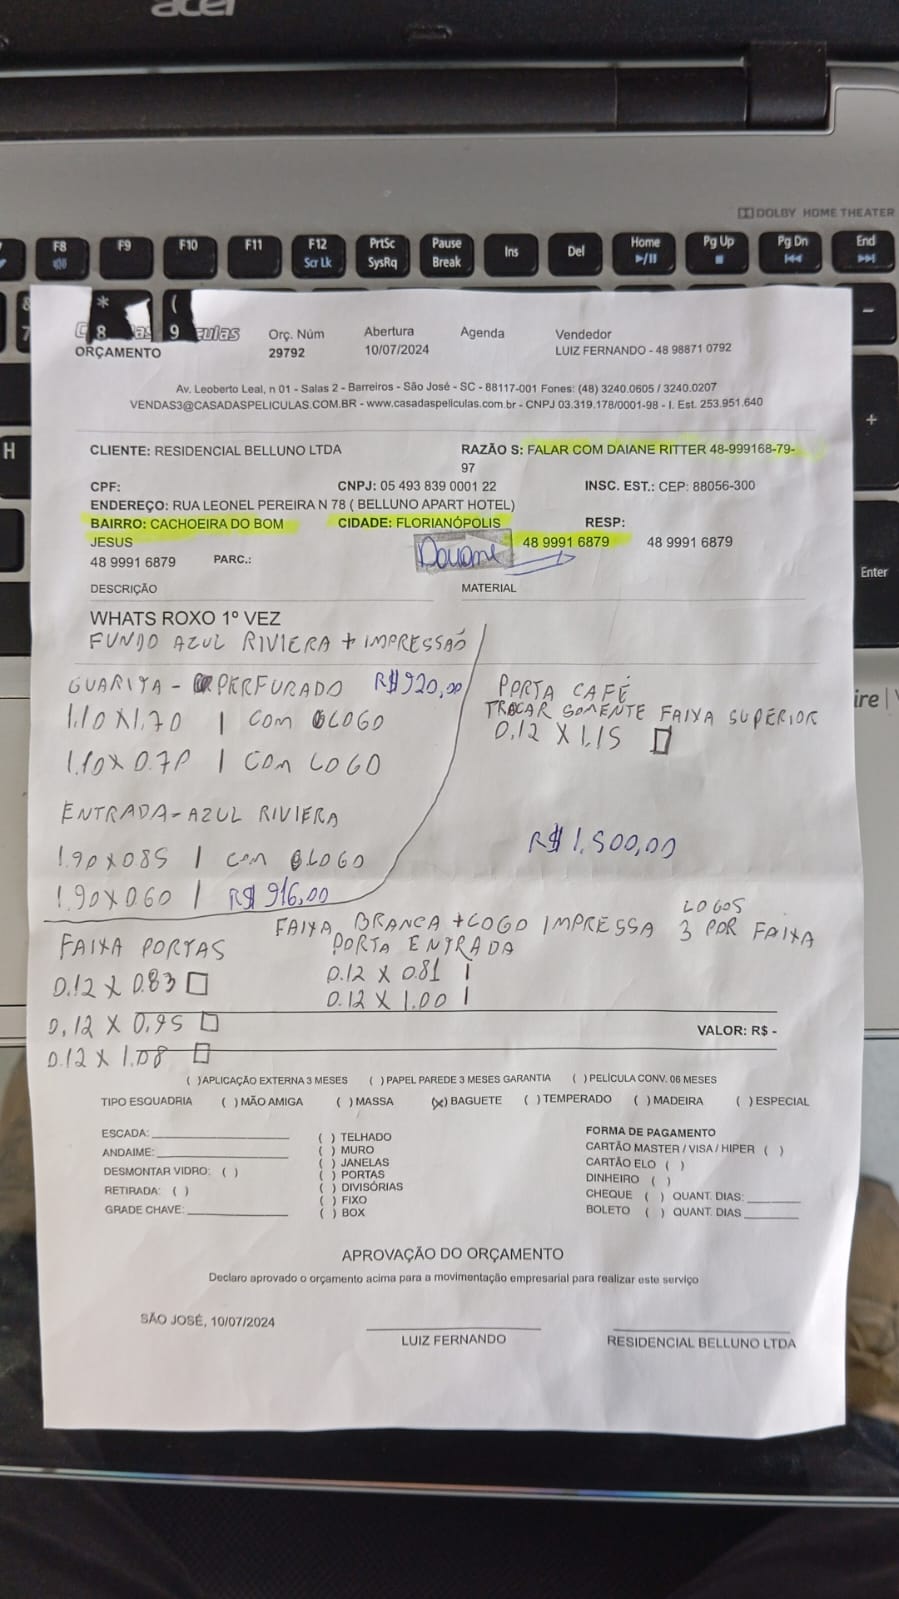 acer
DOLBY HOME THEATER
F8 F9 F10 F11 F12 PrtSc Pause Ins Del Home Pg Up Pg Dn End
Scr Lk SysRq Break
8 * ( 9
7
H
Enter
ulas
ORÇAMENTO
Orç. Núm
29792
Abertura
10/07/2024
Agenda
Vendedor
LUIZ FERNANDO - 48 98871 0792
Av. Leoberto Leal, n 01 - Salas 2 - Barreiros - São José - SC - 88117-001 Fones: (48) 3240.0605 / 3240.0207
VENDAS3@CASADASPELICULAS.COM.BR - www.casadaspeliculas.com.br - CNPJ 03.319.178/0001-98 - I. Est. 253.951.640
CLIENTE: RESIDENCIAL BELLUNO LTDA
RAZÃO S: FALAR COM DAIANE RITTER 48-999168-79-
97
CPF:
CNPJ: 05 493 839 0001 22
INSC. EST.: CEP: 88056-300
ENDEREÇO: RUA LEONEL PEREIRA N 78 ( BELLUNO APART HOTEL)
BAIRRO: CACHOEIRA DO BOM
JESUS
CIDADE: FLORIANÓPOLIS
RESP:
48 9991 6879
48 9991 6879
48 9991 6879
PARC.:
DESCRIÇÃO
MATERIAL
WHATS ROXO 1º VEZ
FUNDO AZUL RIVIERA + IMPRESSÃO
GUARITA - PERFURADO R$ 920,00
1.10 X 1.70 1 COM LOGO
1.10 X 0.70 1 COM LOGO
PORTA CAFÉ
TROCAR SOMENTE FAIXA SUPERIOR
0.12 X 1.15
ENTRADA - AZUL RIVIERA
1.90 X 0.85 1 COM LOGO
1.90 X 0.60 1 R$ 916,00
R$ 1.500,00
FAIXA BRANCA + LOGO IMPRESSA LOGOS 3 POR FAIXA
FAIXA PORTAS
0.12 X 0.83
0.12 X 0.95
0.12 X 1.08
PORTA ENTRADA
0.12 X 0.81 1
0.12 X 1.00 1
VALOR: R$ -
( )APLICAÇÃO EXTERNA 3 MESES ( ) PAPEL PAREDE 3 MESES GARANTIA ( ) PELÍCULA CONV. 06 MESES
TIPO ESQUADRIA ( ) MÃO AMIGA ( ) MASSA (x) BAGUETE ( ) TEMPERADO ( ) MADEIRA ( ) ESPECIAL
ESCADA:
ANDAIME:
DESMONTAR VIDRO: ( )
RETIRADA: ( )
GRADE CHAVE:
( ) TELHADO
( ) MURO
( ) JANELAS
( ) PORTAS
( ) DIVISÓRIAS
( ) FIXO
( ) BOX
FORMA DE PAGAMENTO
CARTÃO MASTER / VISA / HIPER ( )
CARTÃO ELO ( )
DINHEIRO ( )
CHEQUE ( ) QUANT. DIAS:
BOLETO ( ) QUANT. DIAS
APROVAÇÃO DO ORÇAMENTO
Declaro aprovado o orçamento acima para a movimentação empresarial para realizar este serviço
SÃO JOSÉ, 10/07/2024
LUIZ FERNANDO
RESIDENCIAL BELLUNO LTDA